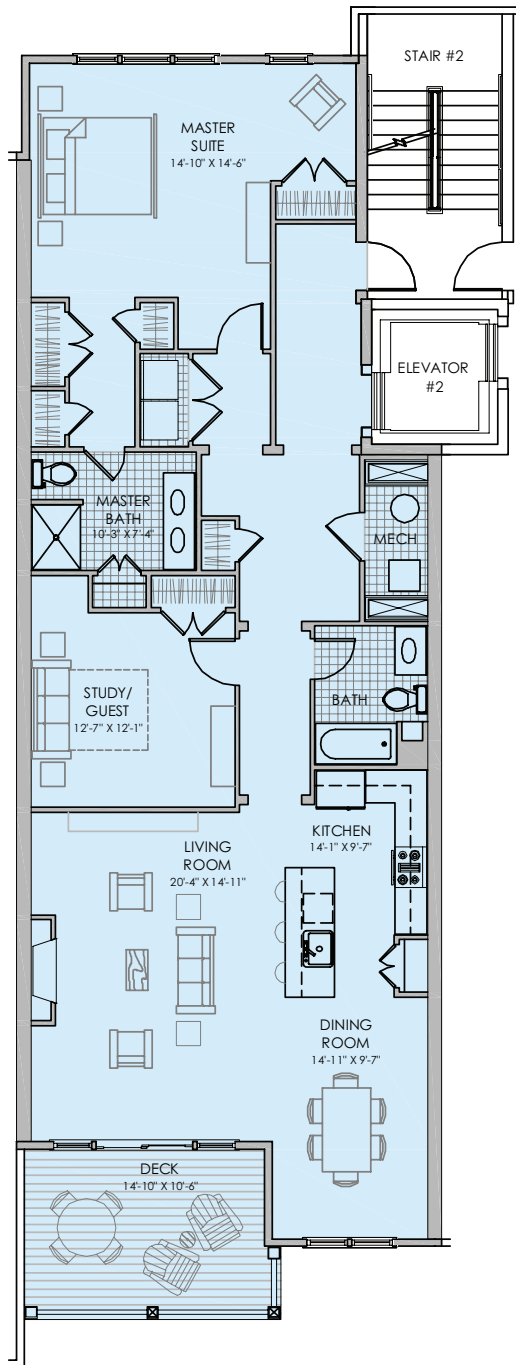 STAIR #2
MASTER
SUITE
14'-10" X 14'-6"
ELEVATOR
#2
MASTER
BATH
10'-3" X 7'-4"
MECH
STUDY/
GUEST
12'-7" X 12'-1"
BATH
KITCHEN
14'-1" X 9'-7"
LIVING
ROOM
20'-4" X 14'-11"
DINING
ROOM
14'-11" X 9'-7"
DECK
14'-10" X 10'-6"